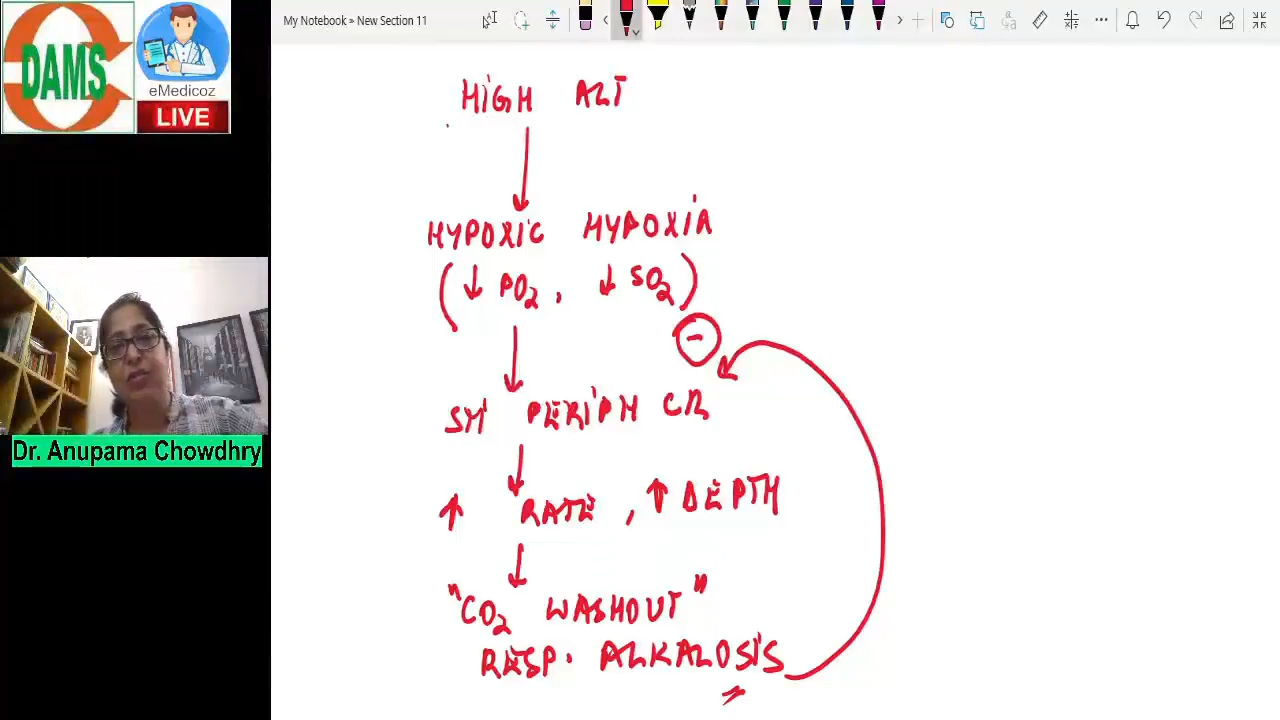 My Notebook » New Section 11
DAMS
eMedicoz
LIVE
HIGH ALT
HYPOXIC HYPOXIA
(↓ PO2, ↓ SO2)
−
SM PERIPH CR
↑ RATE, ↑ DEPTH
"CO2 WASHOUT"
RESP. ALKALOSIS
Dr. Anupama Chowdhry